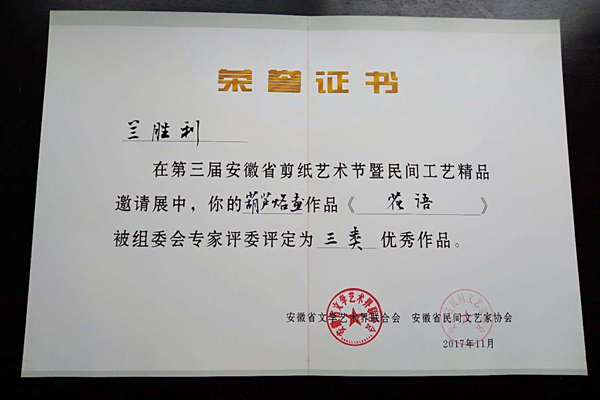 荣誉证书
兰胜利
在第三届安徽省剪纸艺术节暨民间工艺精品
邀请展中，你的葫芦烙画作品《花语》
被组委会专家评委评定为三类优秀作品。
安徽省文学艺术界联合会 安徽省民间文艺家协会
2017年11月